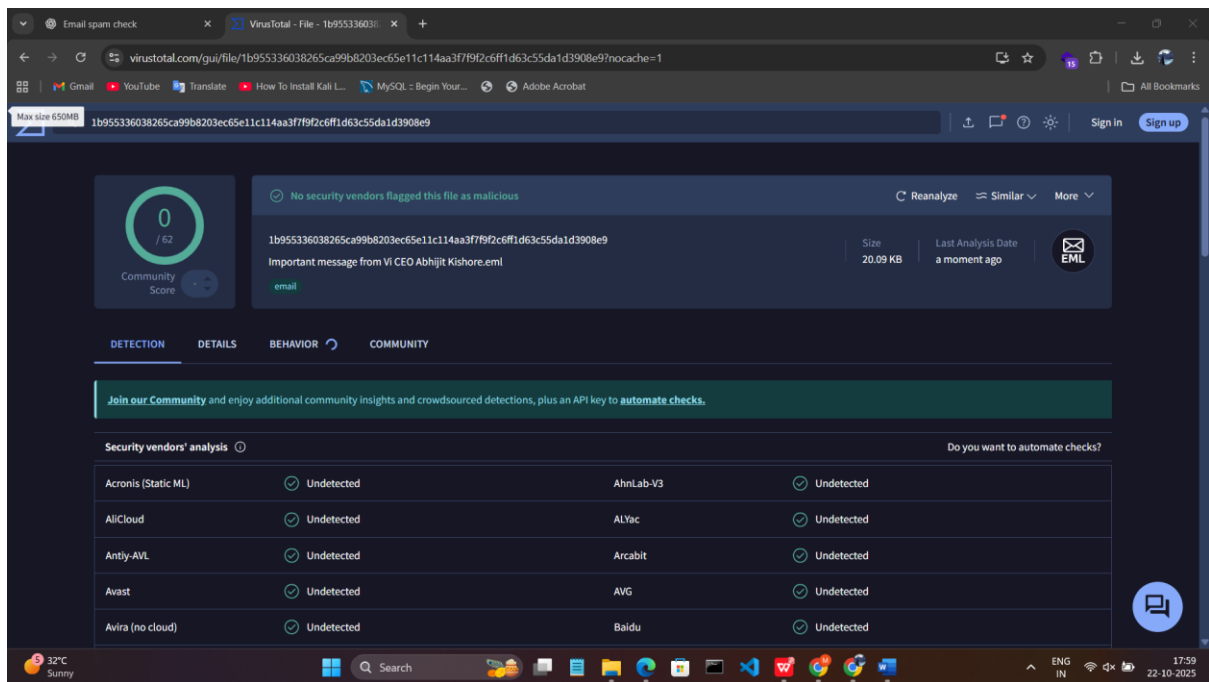 Email spam check
VirusTotal - File - 1b955336038
virustotal.com/gui/file/1b955336038265ca99b8203ec65e11c114aa3f7f9f2c6ff1d63c55da1d3908e9?nocache=1
15
Gmail YouTube Translate How To Install Kali L... MySQL :: Begin Your... Adobe Acrobat All Bookmarks
Max size 650MB
1b955336038265ca99b8203ec65e11c114aa3f7f9f2c6ff1d63c55da1d3908e9
Sign in Sign up
0
/ 62
Community
Score
-
No security vendors flagged this file as malicious
Reanalyze Similar More
1b955336038265ca99b8203ec65e11c114aa3f7f9f2c6ff1d63c55da1d3908e9
Important message from Vi CEO Abhijit Kishore.eml
email
Size
20.09 KB
Last Analysis Date
a moment ago
EML
DETECTION DETAILS BEHAVIOR COMMUNITY
Join our Community and enjoy additional community insights and crowdsourced detections, plus an API key to automate checks.
Security vendors' analysis Do you want to automate checks?
Acronis (Static ML) Undetected AhnLab-V3 Undetected
AliCloud Undetected ALYac Undetected
Antiy-AVL Undetected Arcabit Undetected
Avast Undetected AVG Undetected
Avira (no cloud) Undetected Baidu Undetected
5
32°C
Sunny
Search
ENG
IN
17:59
22-10-2025